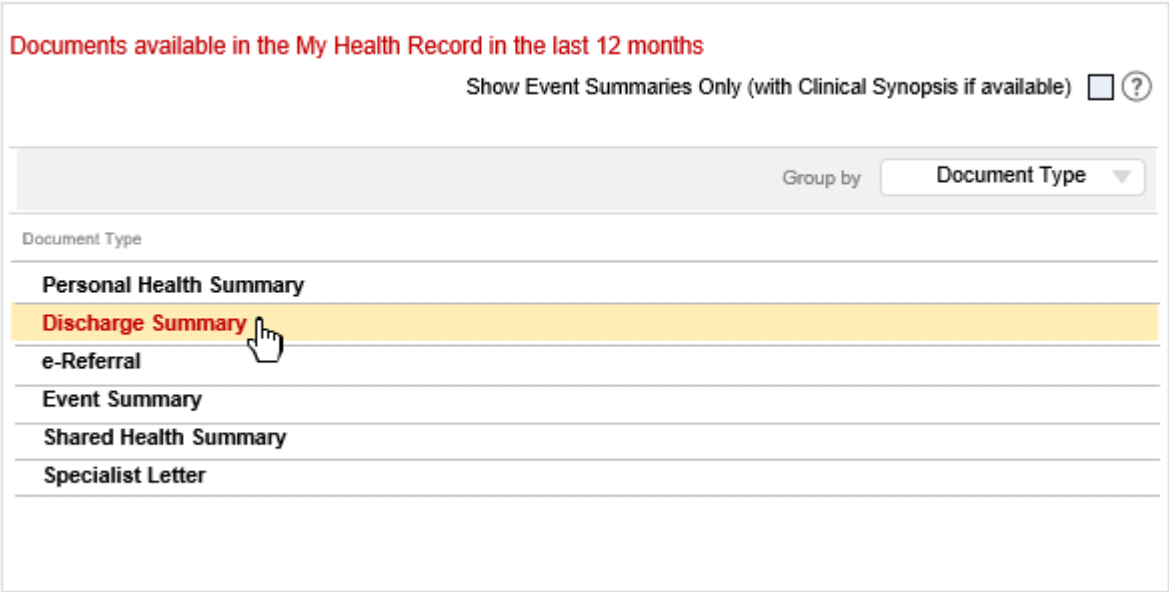 Documents available in the My Health Record in the last 12 months
Show Event Summaries Only (with Clinical Synopsis if available) ?
Group by Document Type
Document Type
Personal Health Summary
Discharge Summary
e-Referral
Event Summary
Shared Health Summary
Specialist Letter